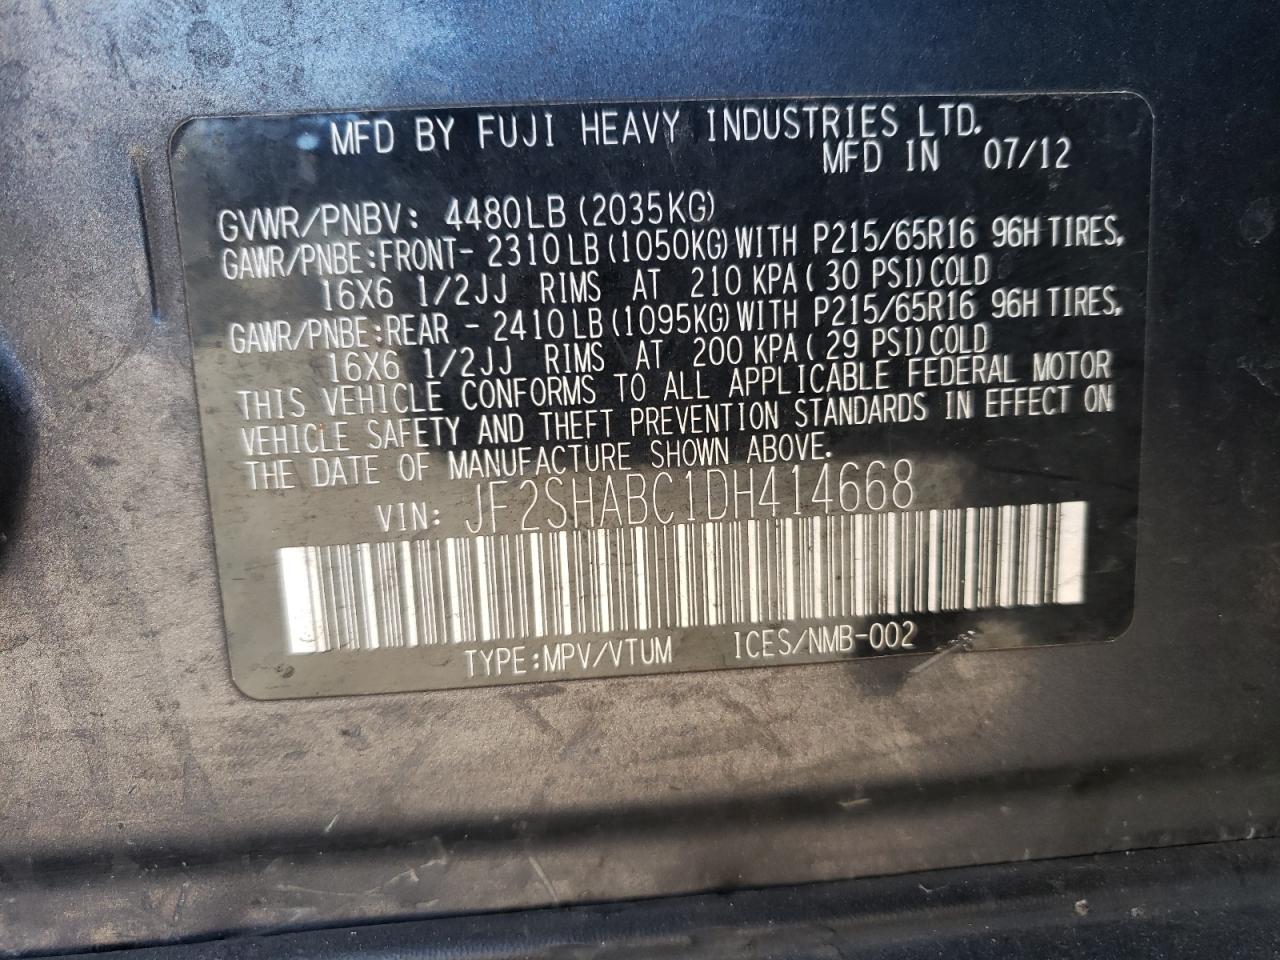 MFD BY FUJI HEAVY INDUSTRIES LTD.
MFD IN 07/12
GVWR/PNBV: 4480LB (2035KG)
GAWR/PNBE:FRONT- 2310LB (1050KG) WITH P215/65R16 96H TIRES,
16X6 1/2JJ RIMS AT 210 KPA( 30 PSI)COLD
GAWR/PNBE:REAR - 2410LB (1095KG) WITH P215/65R16 96H TIRES,
16X6 1/2JJ RIMS AT 200 KPA( 29 PSI)COLD
THIS VEHICLE CONFORMS TO ALL APPLICABLE FEDERAL MOTOR
VEHICLE SAFETY AND THEFT PREVENTION STANDARDS IN EFFECT ON
THE DATE OF MANUFACTURE SHOWN ABOVE.
VIN: JF2SHABC1DH414668
TYPE:MPV/VTUM ICES/NMB-002